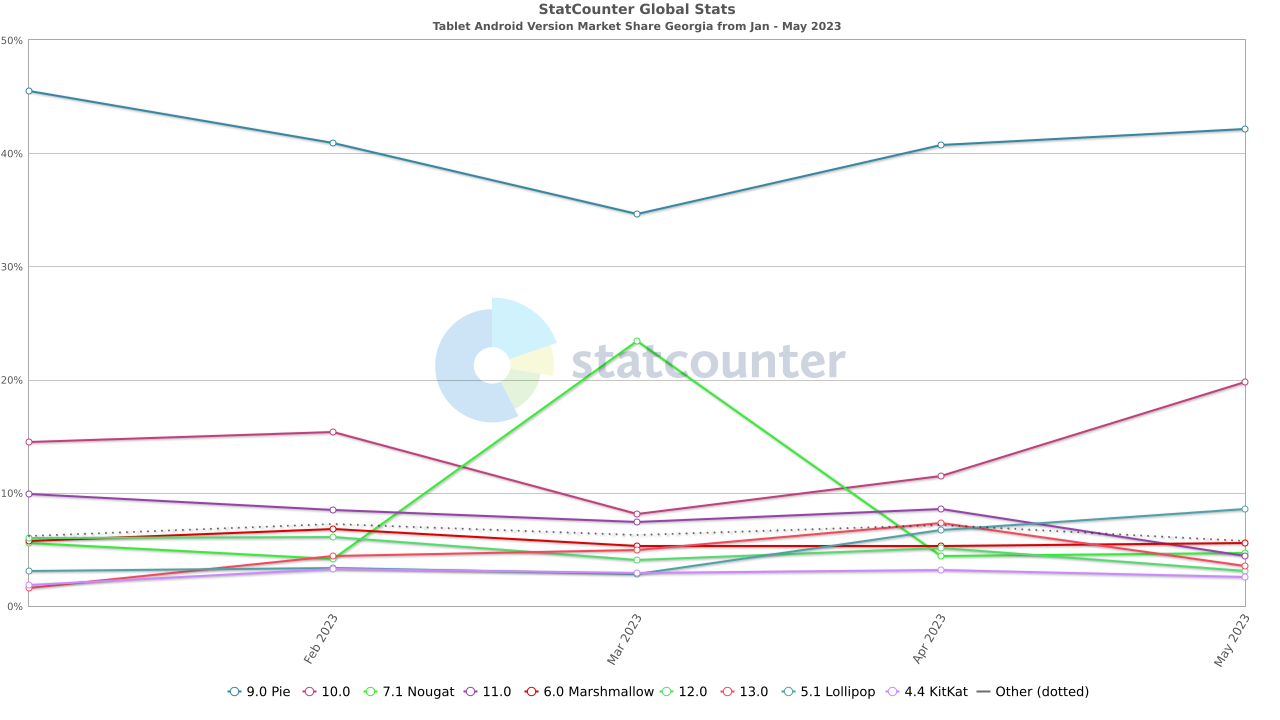 StatCounter Global Stats
Tablet Android Version Market Share Georgia from Jan - May 2023
50%
40%
30%
20%
10%
0%
statcounter
Feb 2023
Mar 2023
Apr 2023
May 2023
9.0 Pie 10.0 7.1 Nougat 11.0 6.0 Marshmallow 12.0 13.0 5.1 Lollipop 4.4 KitKat Other (dotted)